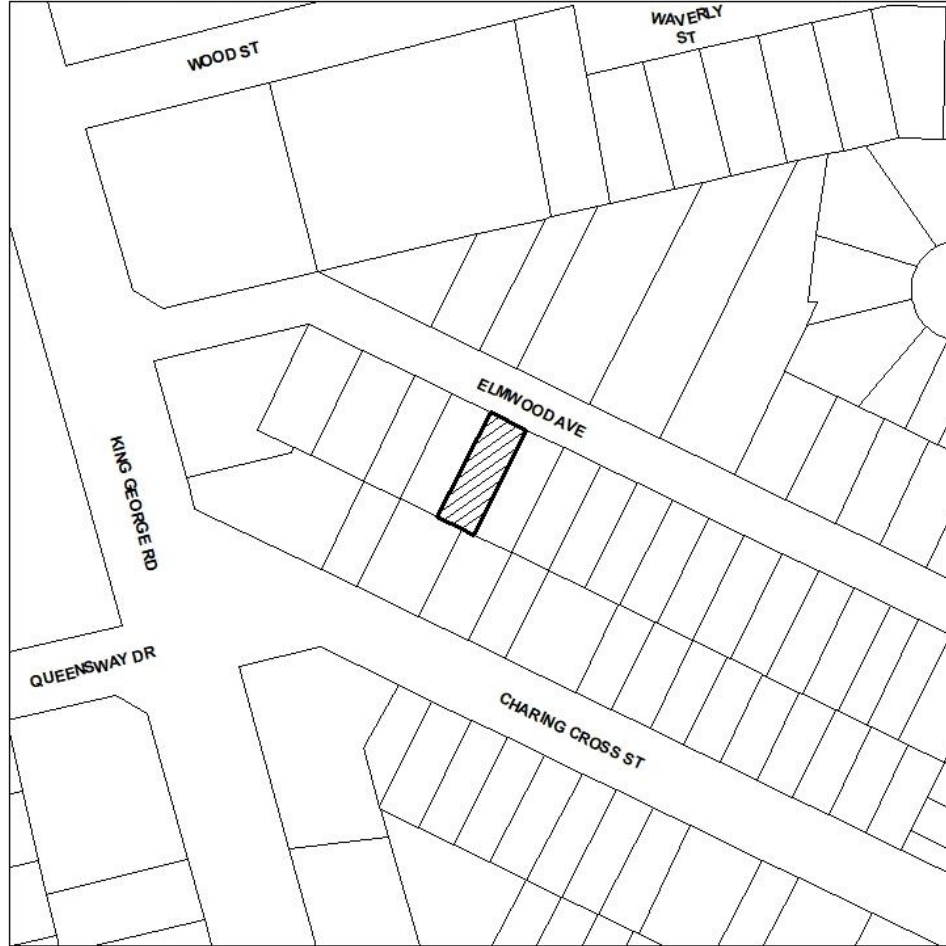 WAVERLY
ST
WOOD ST
ELMWOOD AVE
KING GEORGE RD
QUEENSWAY DR
CHARING CROSS ST